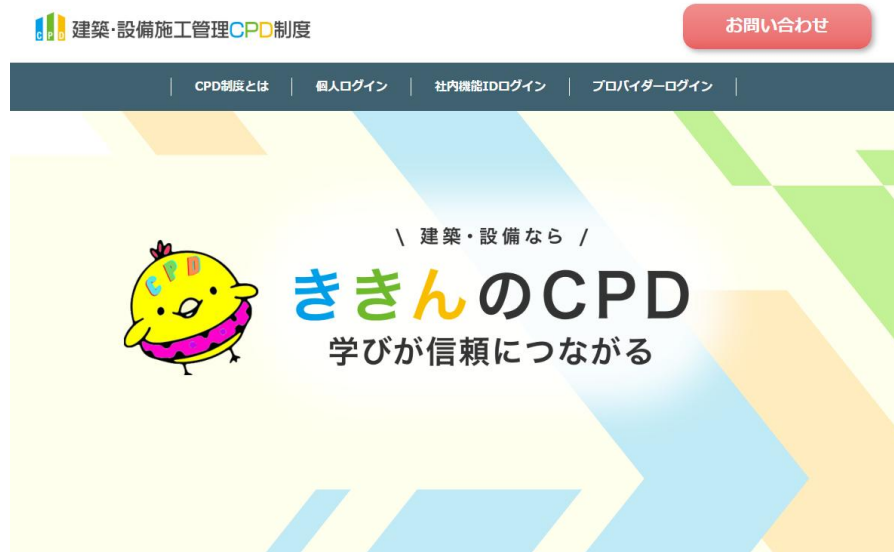 CPD 建築・設備施工管理CPD制度
お問い合わせ
CPD制度とは
個人ログイン
社内機能IDログイン
プロバイダーログイン
\ 建築・設備なら /
CPD
ききんのCPD
学びが信頼につながる